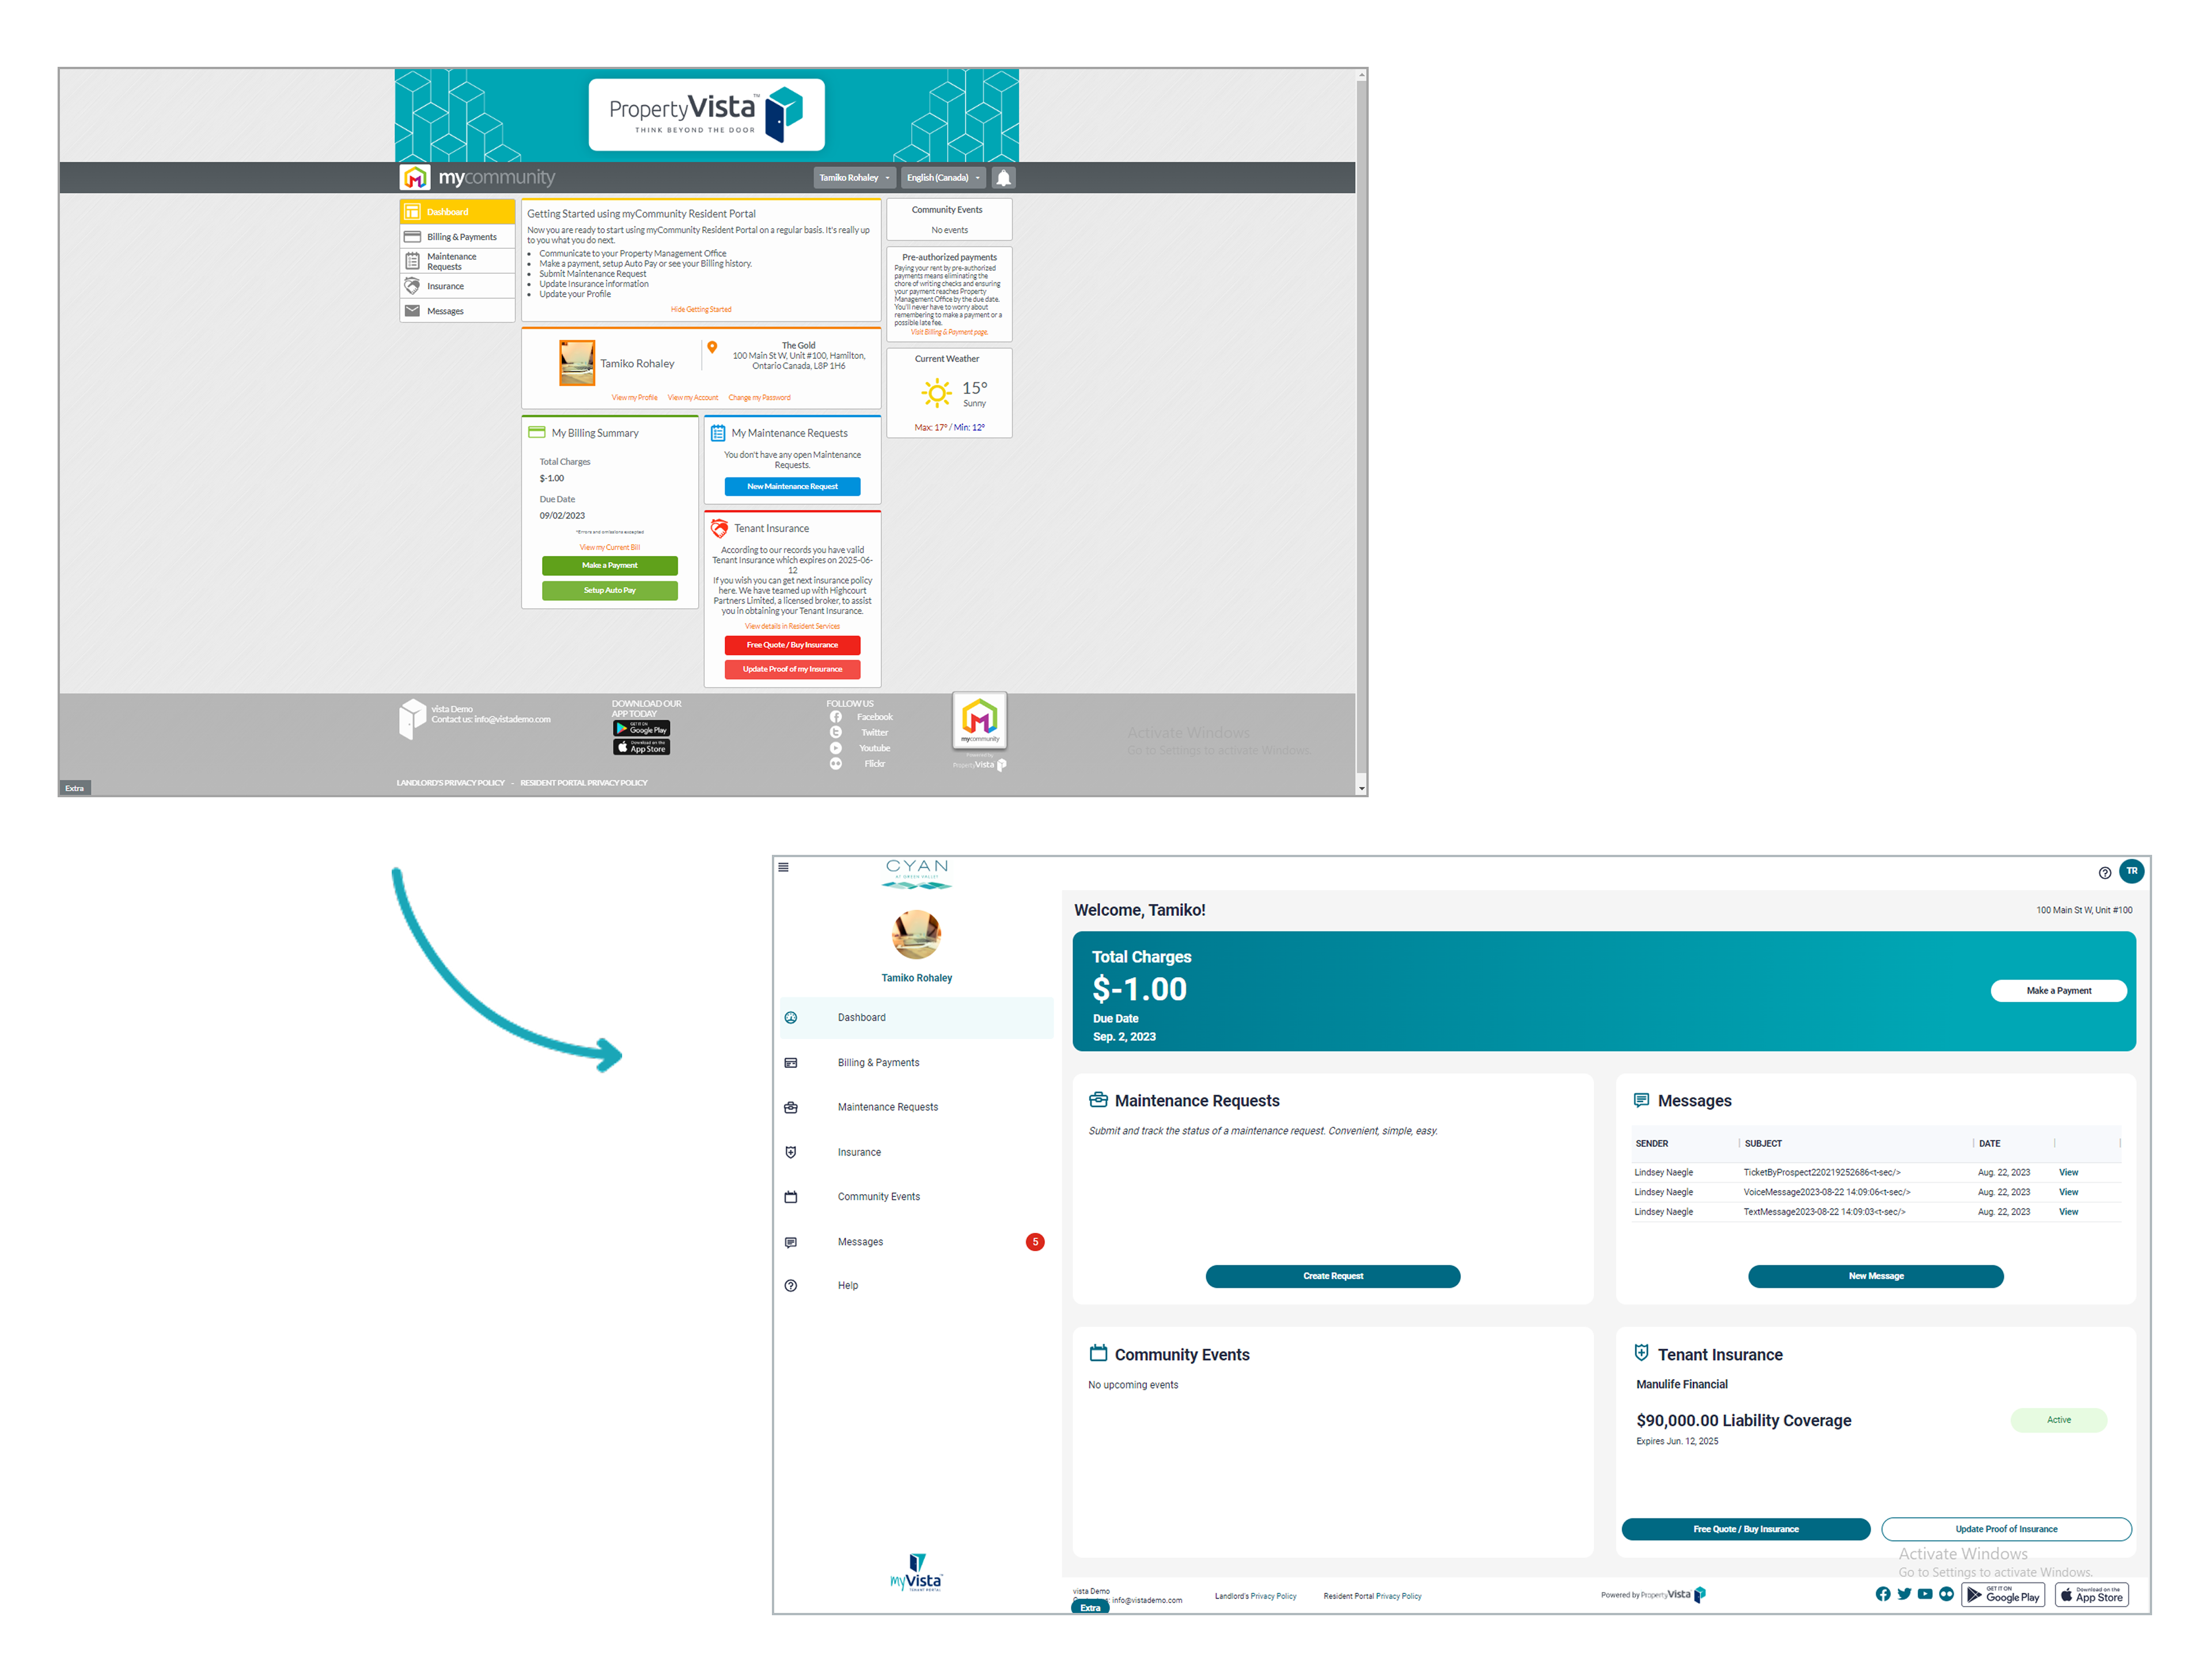 PropertyVista™
THINK BEYOND THE DOOR
mycommunity
Tamiko Rohaley
English (Canada)
Dashboard
Billing & Payments
Maintenance
Requests
Insurance
Messages
Getting Started using myCommunity Resident Portal
Now you are ready to start using myCommunity Resident Portal on a regular basis. It's really up
to you what you do next.
• Communicate to your Property Management Office
• Make a payment, setup Auto Pay or see your Billing history.
• Submit Maintenance Request
• Update Insurance information
• Update your Profile
Hide Getting Started
Tamiko Rohaley
The Gold
100 Main St W, Unit #100, Hamilton,
Ontario Canada, L8P 1H6
View my Profile
View my Account
Change my Password
My Billing Summary
Total Charges
$-1.00
Due Date
09/02/2023
*Errors and omissions excepted
View my Current Bill
Make a Payment
Setup Auto Pay
My Maintenance Requests
You don't have any open Maintenance
Requests.
New Maintenance Request
Tenant Insurance
According to our records you have valid
Tenant Insurance which expires on 2025-06-
12
If you wish you can get next insurance policy
here. We have teamed up with Highcourt
Partners Limited, a licensed broker, to assist
you in obtaining your Tenant Insurance.
View details in Resident Services
Free Quote / Buy Insurance
Update Proof of my Insurance
Community Events
No events
Pre-authorized payments
Paying your rent by pre-authorized
payments means eliminating the
chore of writing checks and ensuring
your payment reaches Property
Management Office by the due date.
You'll never have to worry about
remembering to make a payment or a
possible late fee.
Visit Billing & Payment page.
Current Weather
15°
Sunny
Max: 17° / Min: 12°
vista Demo
Contact us: info@vistademo.com
DOWNLOAD OUR
APP TODAY
GET IT ON
Google Play
Download on the
App Store
FOLLOW US
Facebook
Twitter
Youtube
Flickr
mycommunity
PropertyVista
Activate Windows
Go to Settings to activate Windows.
LANDLORD'S PRIVACY POLICY - RESIDENT PORTAL PRIVACY POLICY
Extra
CYAN
AT GREEN VALLEY
TR
Tamiko Rohaley
Dashboard
Billing & Payments
Maintenance Requests
Insurance
Community Events
Messages
5
Help
myVista
TENANT PORTAL
Welcome, Tamiko!
100 Main St W, Unit #100
Total Charges
$-1.00
Due Date
Sep. 2, 2023
Make a Payment
Maintenance Requests
Submit and track the status of a maintenance request. Convenient, simple, easy.
Create Request
Messages
SENDER SUBJECT DATE
Lindsey Naegle TicketByProspect220219252686<t-sec/> Aug. 22, 2023 View
Lindsey Naegle VoiceMessage2023-08-22 14:09:06<t-sec/> Aug. 22, 2023 View
Lindsey Naegle TextMessage2023-08-22 14:09:03<t-sec/> Aug. 22, 2023 View
New Message
Community Events
No upcoming events
Tenant Insurance
Manulife Financial
$90,000.00 Liability Coverage
Active
Expires Jun. 12, 2025
Free Quote / Buy Insurance
Update Proof of Insurance
Activate Windows
Go to Settings to activate Windows.
vista Demo
info@vistademo.com
Extra
Landlord's Privacy Policy
Resident Portal Privacy Policy
Powered by PropertyVista
GET IT ON
Google Play
Download on the
App Store